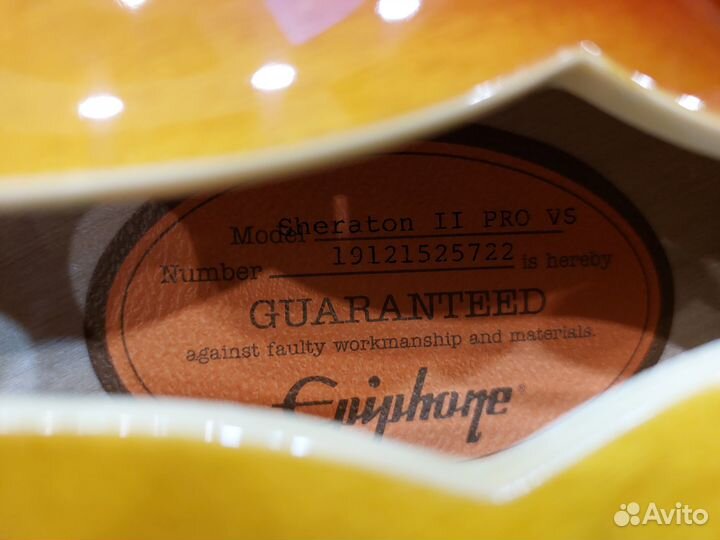 Model Sheraton II PRO VS
Number 19121525722 is hereby
GUARANTEED
against faulty workmanship and materials.
Epiphone®
Avito